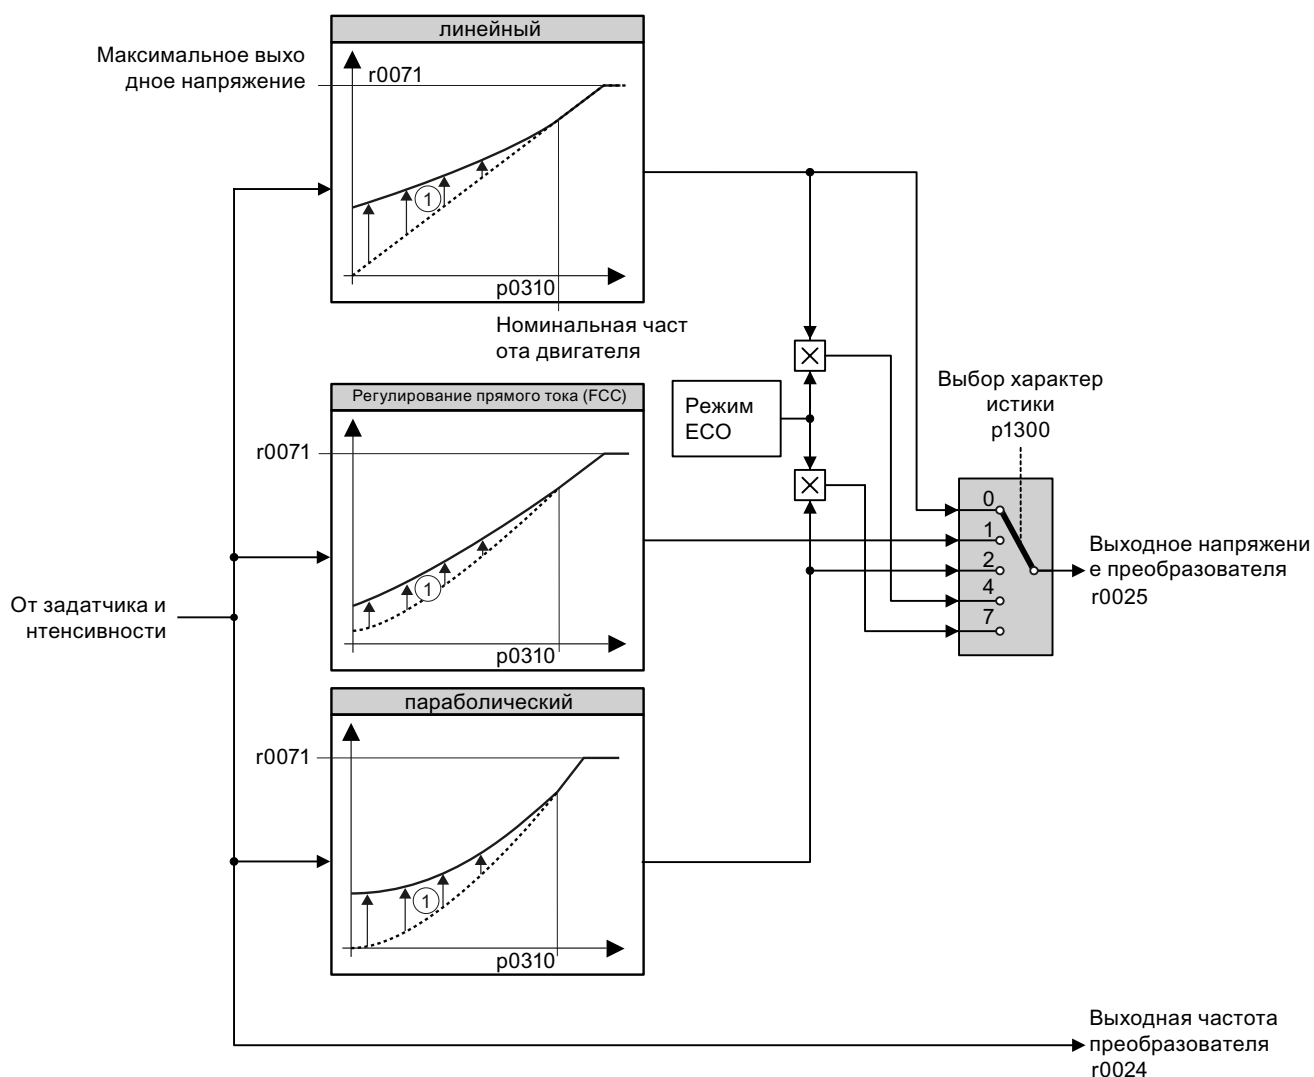 линейный
Максимальное выхо
дное напряжение
r0071
1
p0310
Номинальная част
ота двигателя
Регулирование прямого тока (FCC)
r0071
1
p0310
Режим
ECO
Выбор характер
истики
p1300
0
1
2
4
7
Выходное напряжени
е преобразователя
r0025
От задатчика и
нтенсивности
параболический
r0071
1
p0310
Выходная частота
преобразователя
r0024